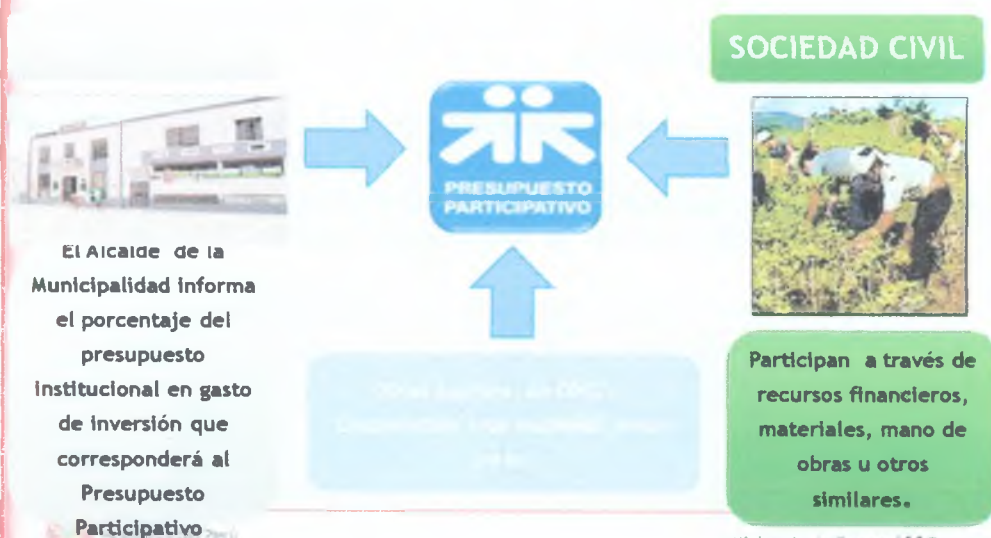 SOCIEDAD CIVIL
PRESUPUESTO
PARTICIPATIVO
El Alcalde de la
Municipalidad informa
el porcentaje del
presupuesto
institucional en gasto
de inversión que
corresponderá al
Presupuesto
Participativo
Participan a través de
recursos financieros,
materiales, mano de
obras u otros
similares.